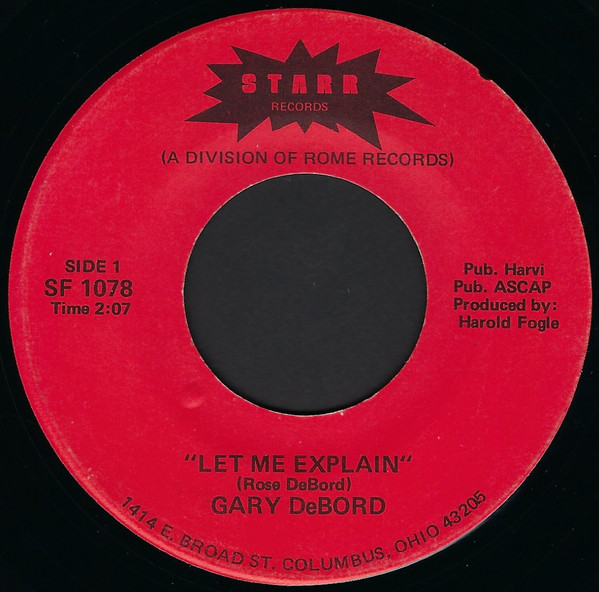 STARR
RECORDS
(A DIVISION OF ROME RECORDS)
SIDE 1
SF 1078
Time 2:07
Pub. Harvi
Pub. ASCAP
Produced by:
Harold Fogle
"LET ME EXPLAIN"
(Rose DeBord)
GARY DeBORD
1414 E. BROAD ST. COLUMBUS, OHIO 43205